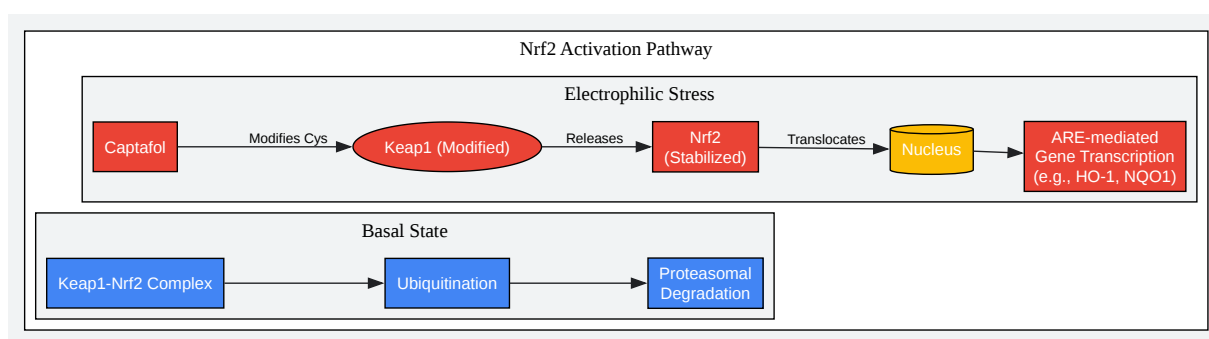 Nrf2 Activation Pathway
Electrophilic Stress
Captafol
Modifies Cys
Keap1 (Modified)
Releases
Nrf2
(Stabilized)
Translocates
Nucleus
ARE-mediated
Gene Transcription
(e.g., HO-1, NQO1)
Basal State
Keap1-Nrf2 Complex
Ubiquitination
Proteasomal
Degradation